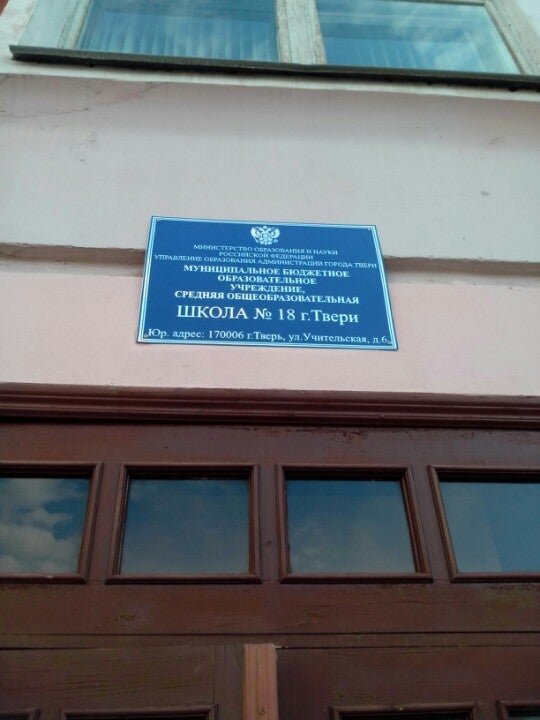 МИНИСТЕРСТВО ОБРАЗОВАНИЯ И НАУКИ
РОССИЙСКОЙ ФЕДЕРАЦИИ
УПРАВЛЕНИЕ ОБРАЗОВАНИЯ АДМИНИСТРАЦИИ ГОРОДА ТВЕРИ
МУНИЦИПАЛЬНОЕ БЮДЖЕТНОЕ
ОБРАЗОВАТЕЛЬНОЕ
УЧРЕЖДЕНИЕ,
СРЕДНЯЯ ОБЩЕОБРАЗОВАТЕЛЬНАЯ
ШКОЛА № 18 г.Твери
Юр. адрес: 170006 г.Тверь, ул.Учительская, д.6